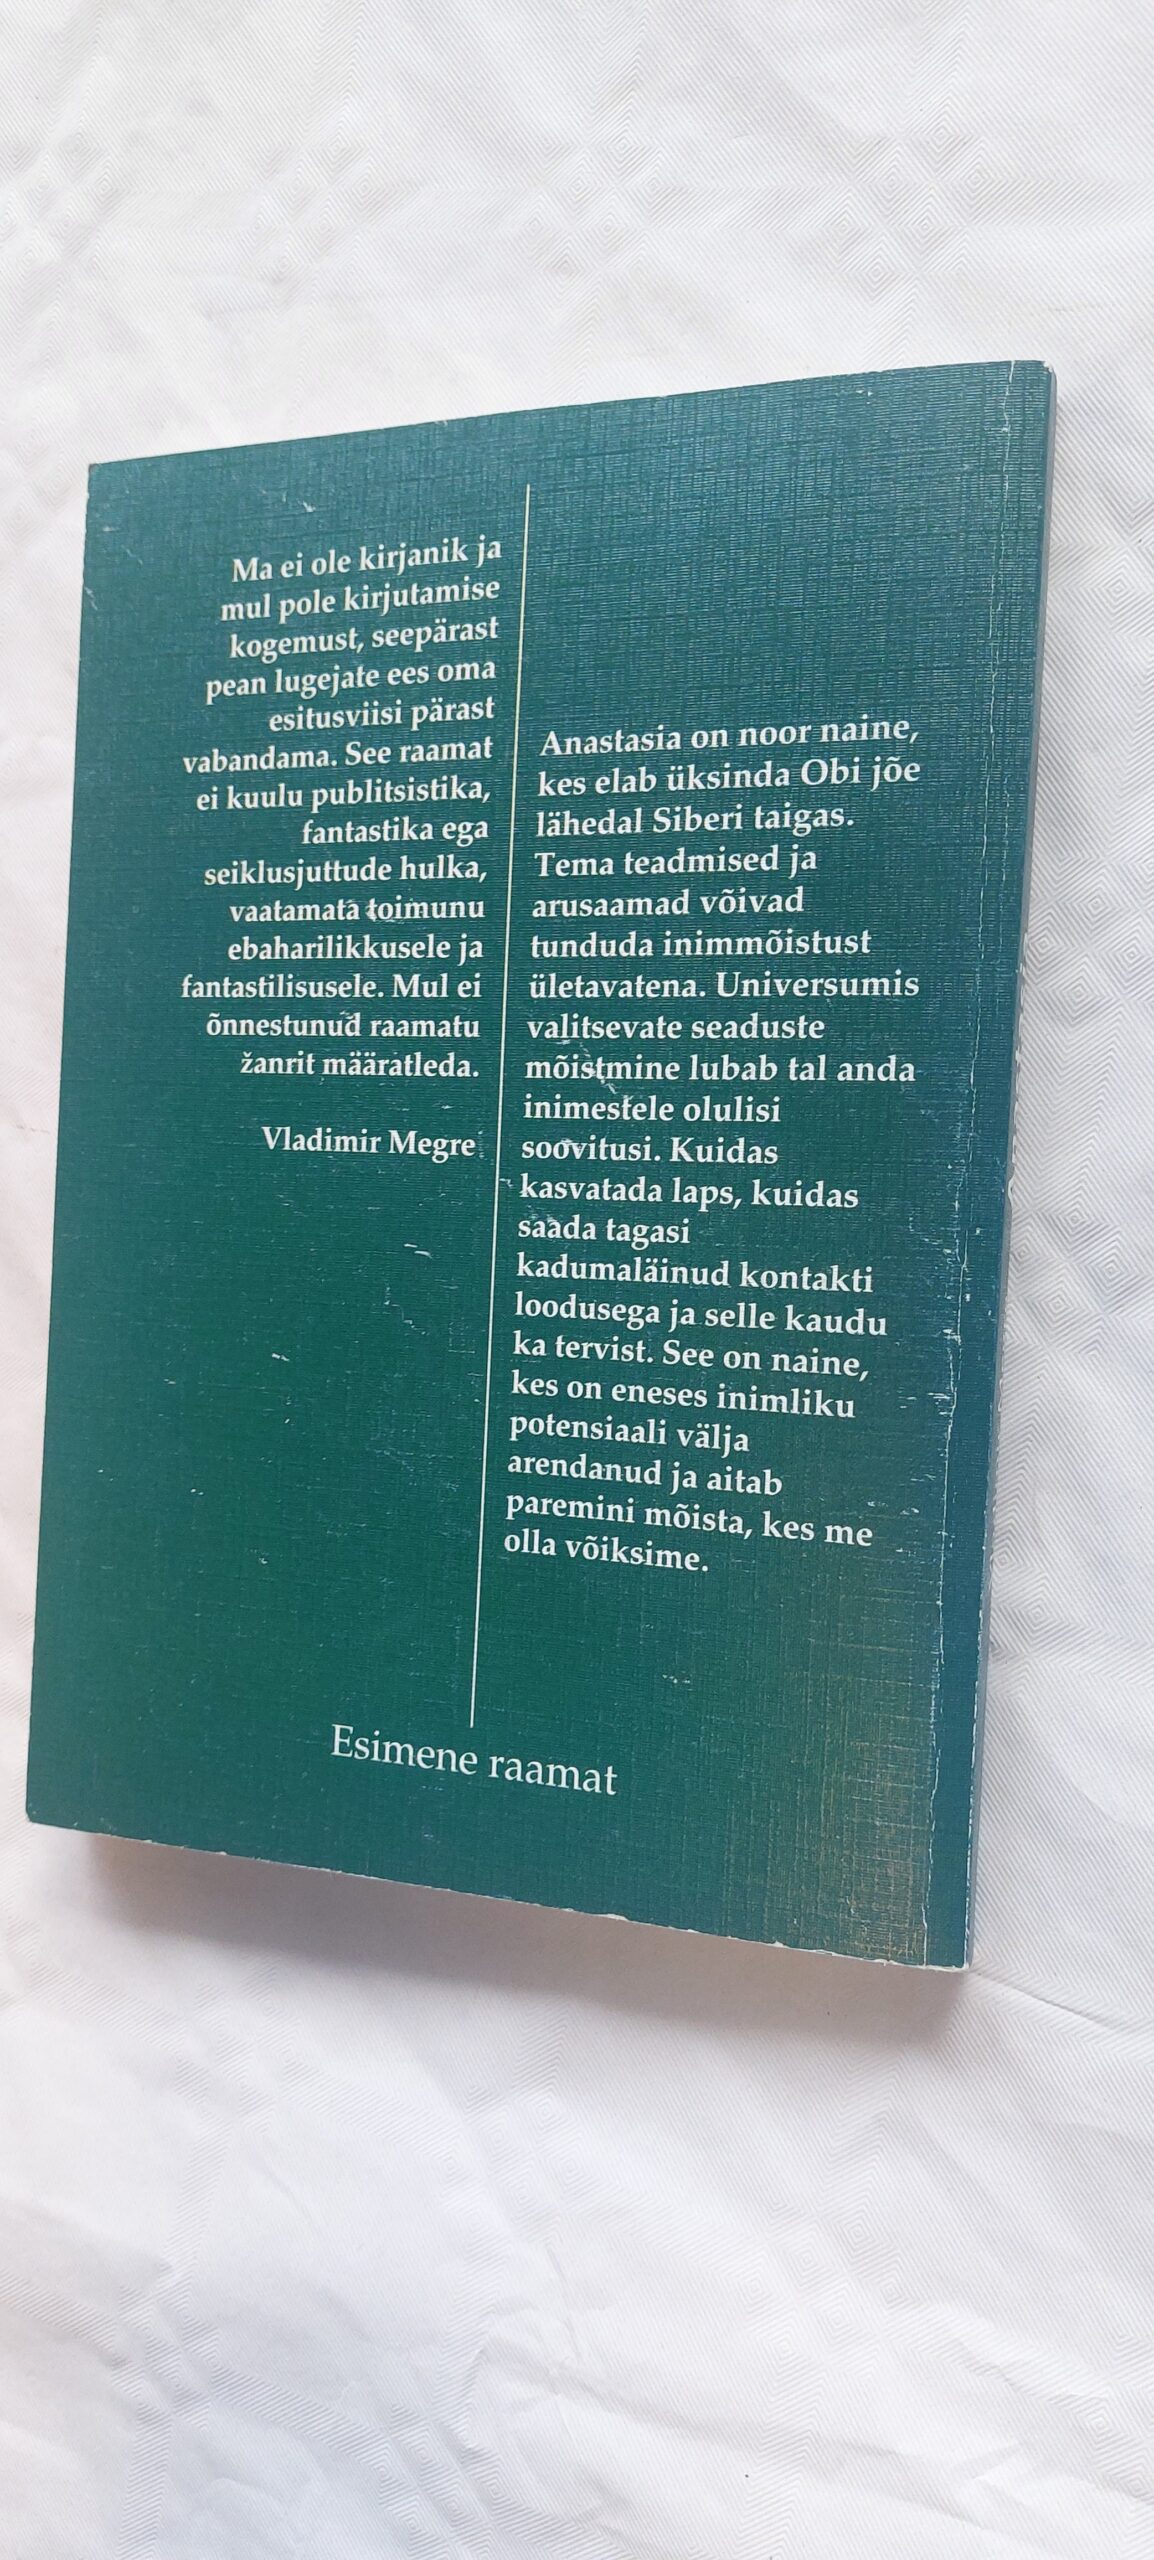 Ma ei ole kirjanik ja
mul pole kirjutamise
kogemust, seepärast
pean lugejate ees oma
esitusviisi pärast
vabandama. See raamat
ei kuulu publitsistika,
fantastika ega
seiklusjuttude hulka,
vaatamata toimunu
ebaharilikkusele ja
fantastilisusele. Mul ei
õnnestunud raamatu
žanrit määratleda.
Vladimir Megre
Anastasia on noor naine,
kes elab üksinda Obi jõe
lähedal Siberi taigas.
Tema teadmised ja
arusaamad võivad
tunduda inimmõistust
ületavatena. Universumis
valitsevate seaduste
mõistmine lubab tal anda
inimestele olulisi
soovitusi. Kuidas
kasvatada laps, kuidas
saada tagasi
kadumaläinud kontakti
loodusega ja selle kaudu
ka tervist. See on naine,
kes on eneses inimliku
potensiaali välja
arendanud ja aitab
paremini mõista, kes me
olla võiksime.
Esimene raamat